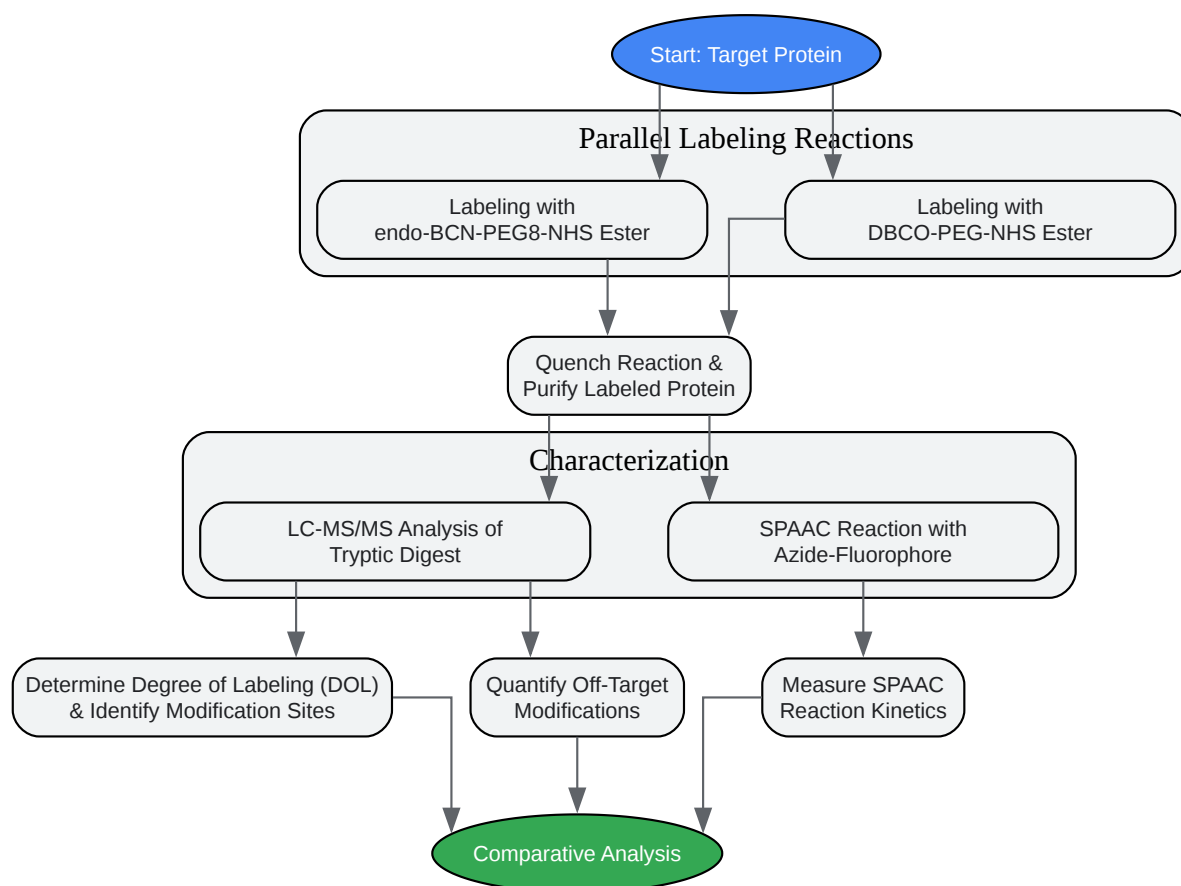 Start: Target Protein
Parallel Labeling Reactions
Labeling with
endo-BCN-PEG8-NHS Ester
Labeling with
DBCO-PEG-NHS Ester
Quench Reaction &
Purify Labeled Protein
Characterization
LC-MS/MS Analysis of
Tryptic Digest
SPAAC Reaction with
Azide-Fluorophore
Determine Degree of Labeling (DOL)
& Identify Modification Sites
Quantify Off-Target
Modifications
Measure SPAAC
Reaction Kinetics
Comparative Analysis